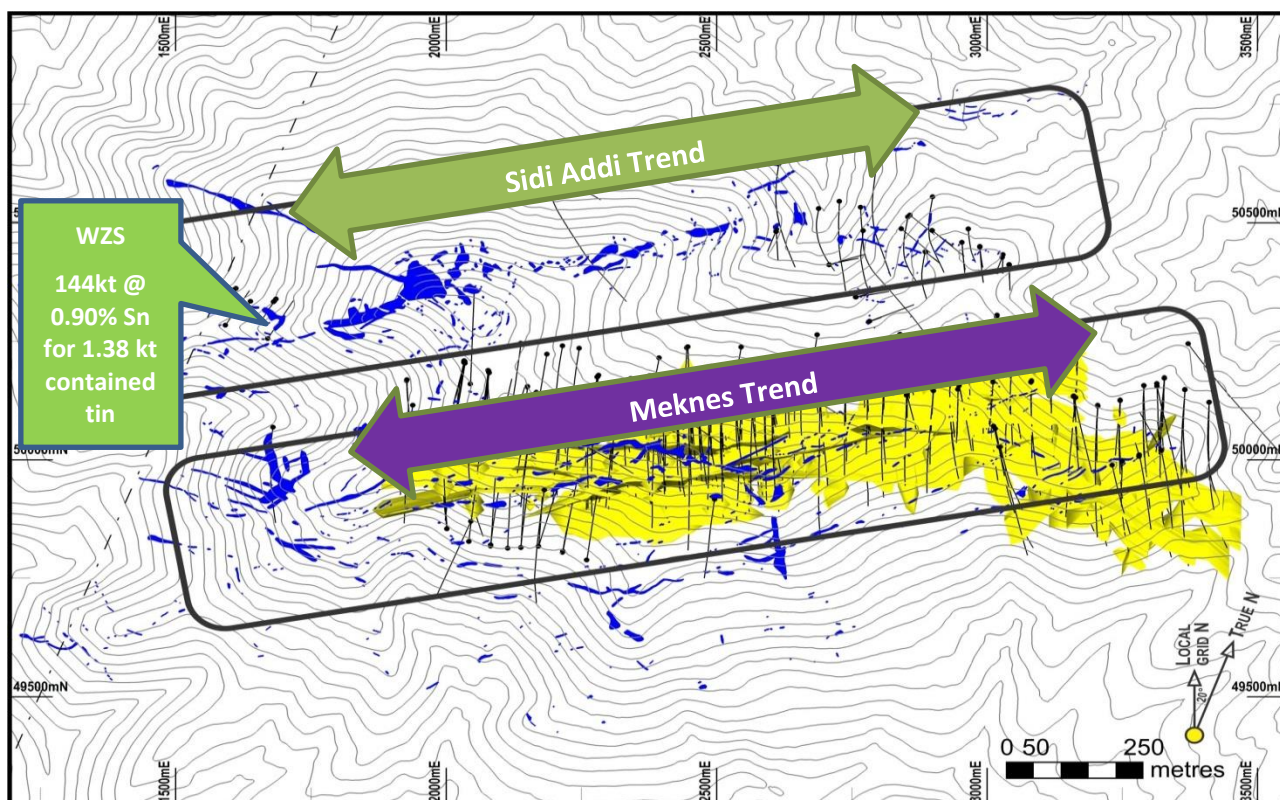 1500mE
2000mE
2500mE
3000mE
3500mE
Sidi Addi Trend
50500mN
WZS
144kt @
0.90% Sn
for 1.38 kt
contained
tin
Meknes Trend
50000mN
50000mN
LOCAL
GRID N
TRUE N
20°
49500mN
49500mN
0 50 250
metres
1500mE
2000mE
2500mE
3000mE